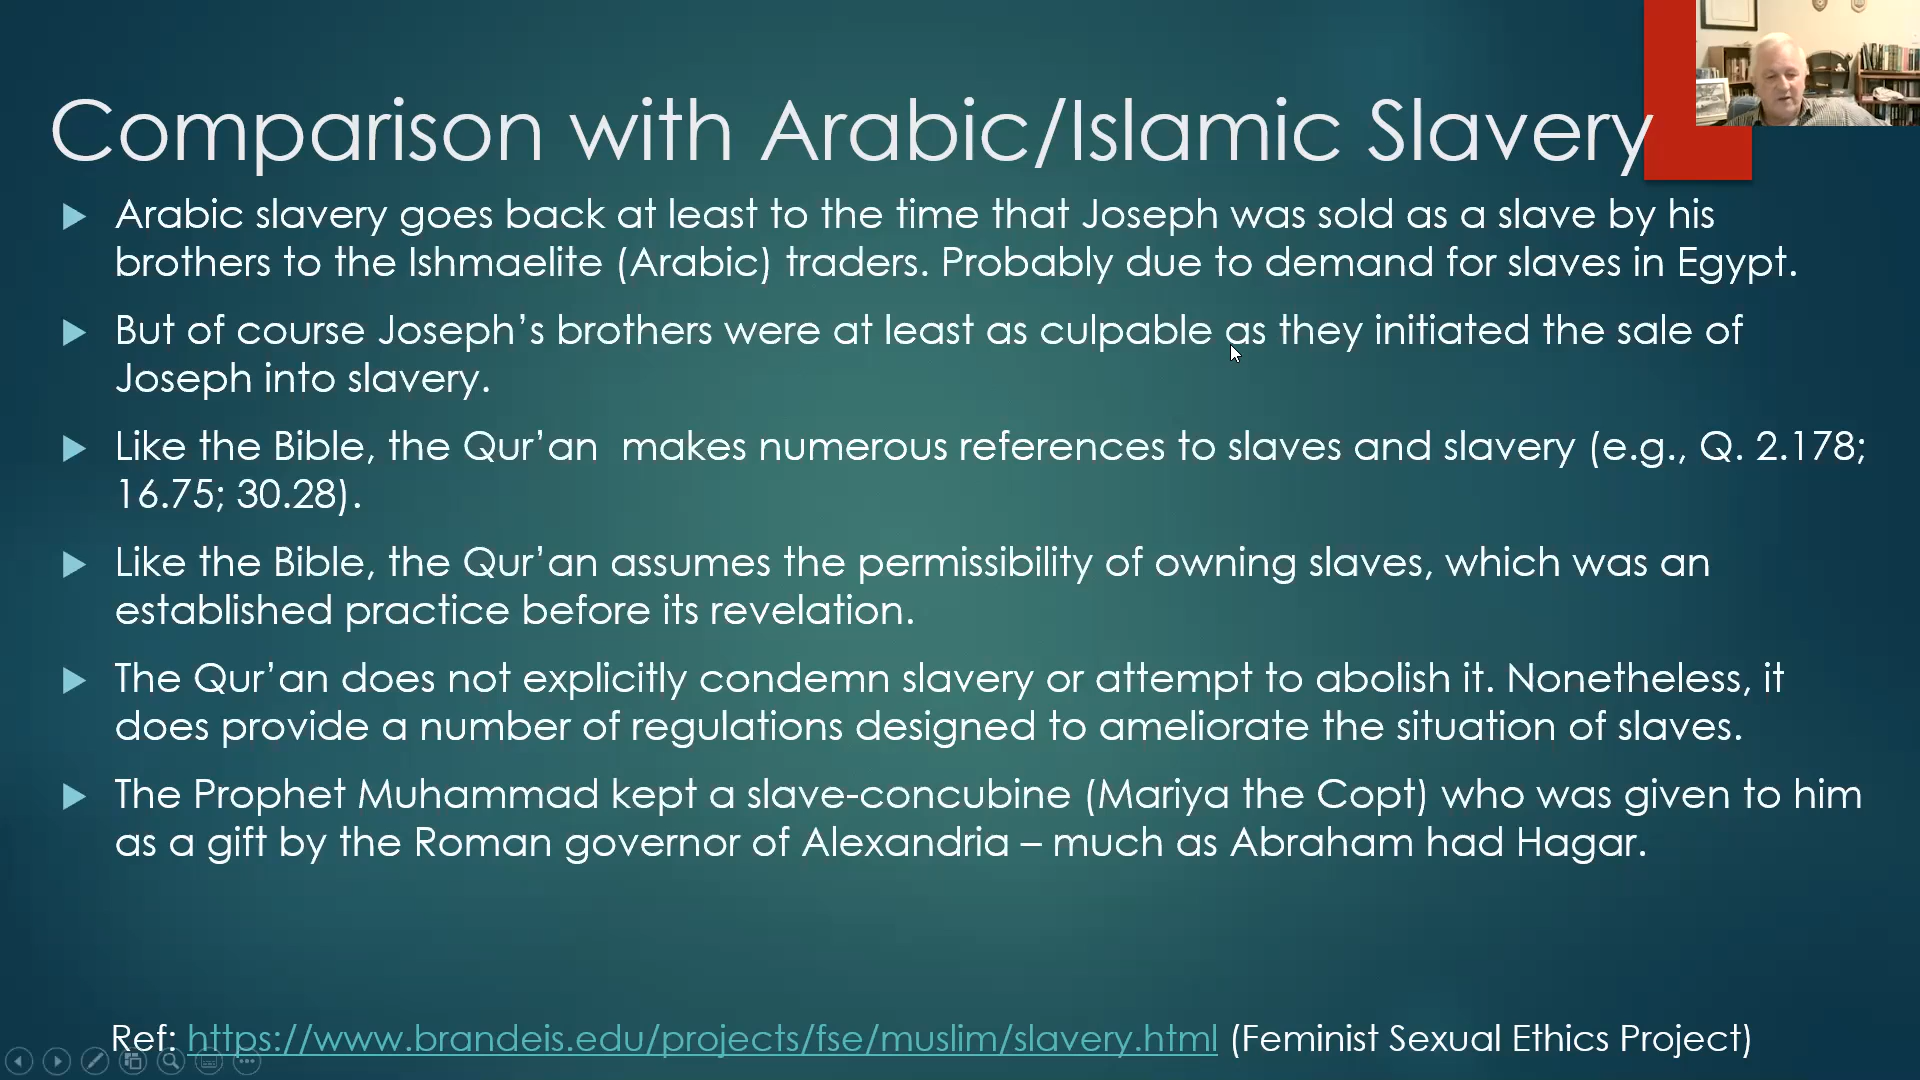 Comparison with Arabic/Islamic Slavery
Arabic slavery goes back at least to the time that Joseph was sold as a slave by his
brothers to the Ishmaelite (Arabic) traders. Probably due to demand for slaves in Egypt.
But of course Joseph’s brothers were at least as culpable as they initiated the sale of
Joseph into slavery.
Like the Bible, the Qur’an  makes numerous references to slaves and slavery (e.g., Q. 2.178;
16.75; 30.28).
Like the Bible, the Qur’an assumes the permissibility of owning slaves, which was an
established practice before its revelation.
The Qur’an does not explicitly condemn slavery or attempt to abolish it. Nonetheless, it
does provide a number of regulations designed to ameliorate the situation of slaves.
The Prophet Muhammad kept a slave-concubine (Mariya the Copt) who was given to him
as a gift by the Roman governor of Alexandria – much as Abraham had Hagar.
Ref: https://www.brandeis.edu/projects/fse/muslim/slavery.html (Feminist Sexual Ethics Project)